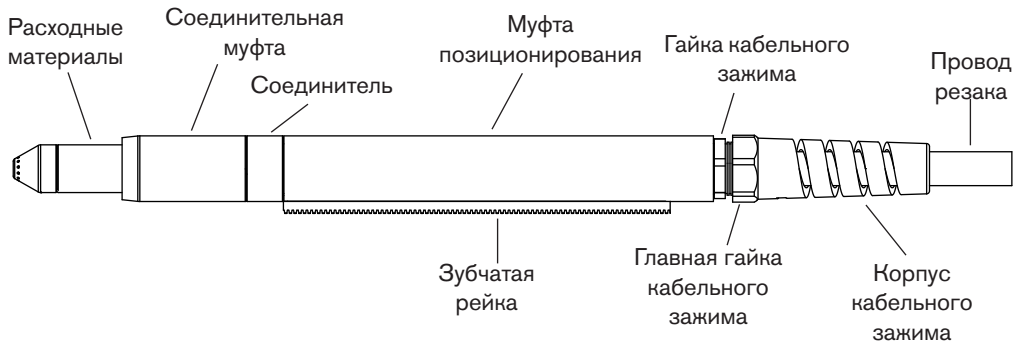 Расходные
материалы
Соединительная
муфта
Соединитель
Муфта
позиционирования
Гайка кабельного
зажима
Провод
резака
Зубчатая
рейка
Главная гайка
кабельного
зажима
Корпус
кабельного
зажима